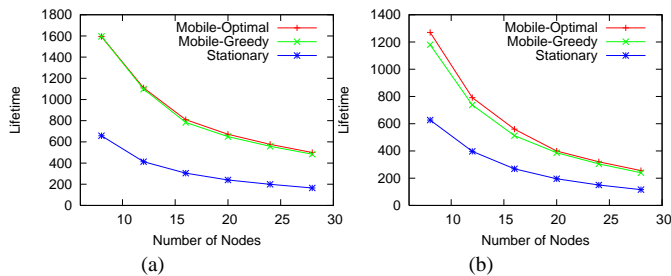 1800
1600
1400
1200
1000
800
600
400
200
0
10
15
20
25
30
Lifetime
Number of Nodes
Mobile-Optimal
Mobile-Greedy
Stationary
(a)
1400
1200
1000
800
600
400
200
0
10
15
20
25
30
Lifetime
Number of Nodes
Mobile-Optimal
Mobile-Greedy
Stationary
(b)